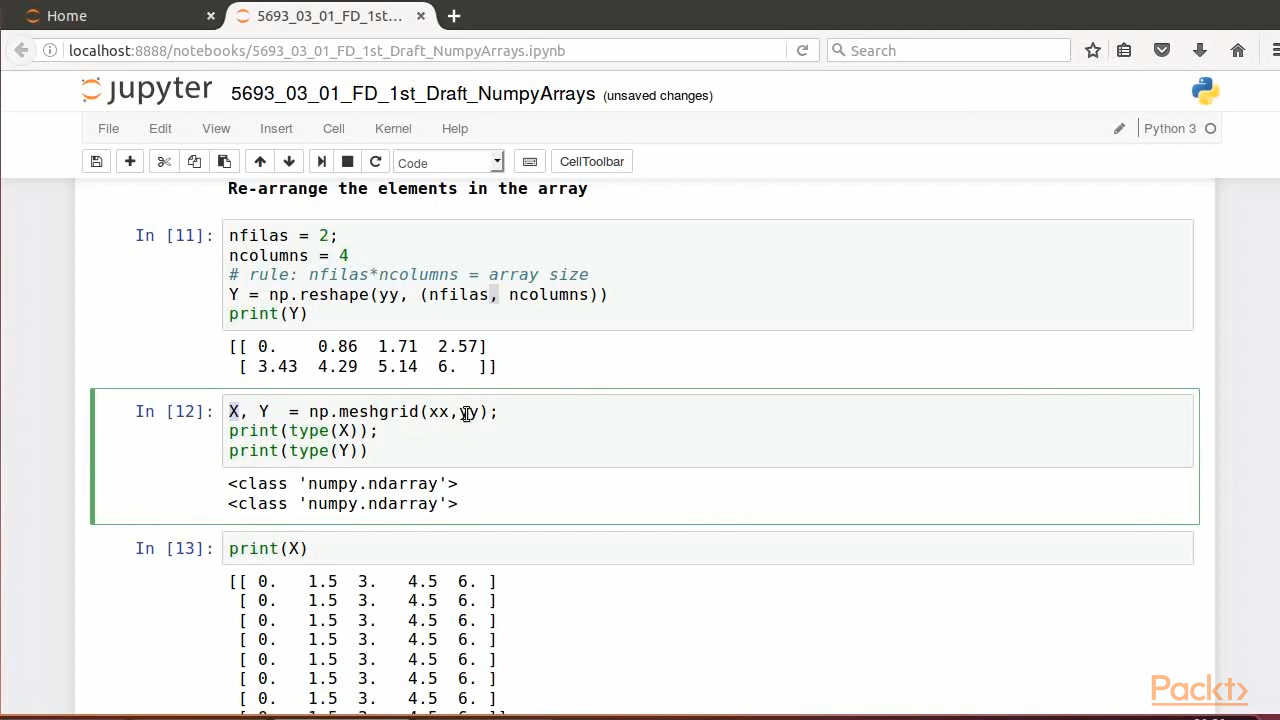 Home
5693_03_01_FD_1st...
localhost:8888/notebooks/5693_03_01_FD_1st_Draft_NumpyArrays.ipynb
Search
jupyter 5693_03_01_FD_1st_Draft_NumpyArrays (unsaved changes)
File Edit View Insert Cell Kernel Help
Python 3
Code
CellToolbar
Re-arrange the elements in the array
In [11]:
nfilas = 2;
ncolumns = 4
# rule: nfilas*ncolumns = array size
Y = np.reshape(yy, (nfilas, ncolumns))
print(Y)
[[ 0.    0.86  1.71  2.57]
[ 3.43  4.29  5.14  6.  ]]
In [12]:
X, Y  = np.meshgrid(xx,yy);
print(type(X));
print(type(Y))
<class 'numpy.ndarray'>
<class 'numpy.ndarray'>
In [13]:
print(X)
[[ 0.   1.5  3.   4.5  6. ]
[ 0.   1.5  3.   4.5  6. ]
[ 0.   1.5  3.   4.5  6. ]
[ 0.   1.5  3.   4.5  6. ]
[ 0.   1.5  3.   4.5  6. ]
[ 0.   1.5  3.   4.5  6. ]
[ 0.   1.5  3.   4.5  6. ]
Packt